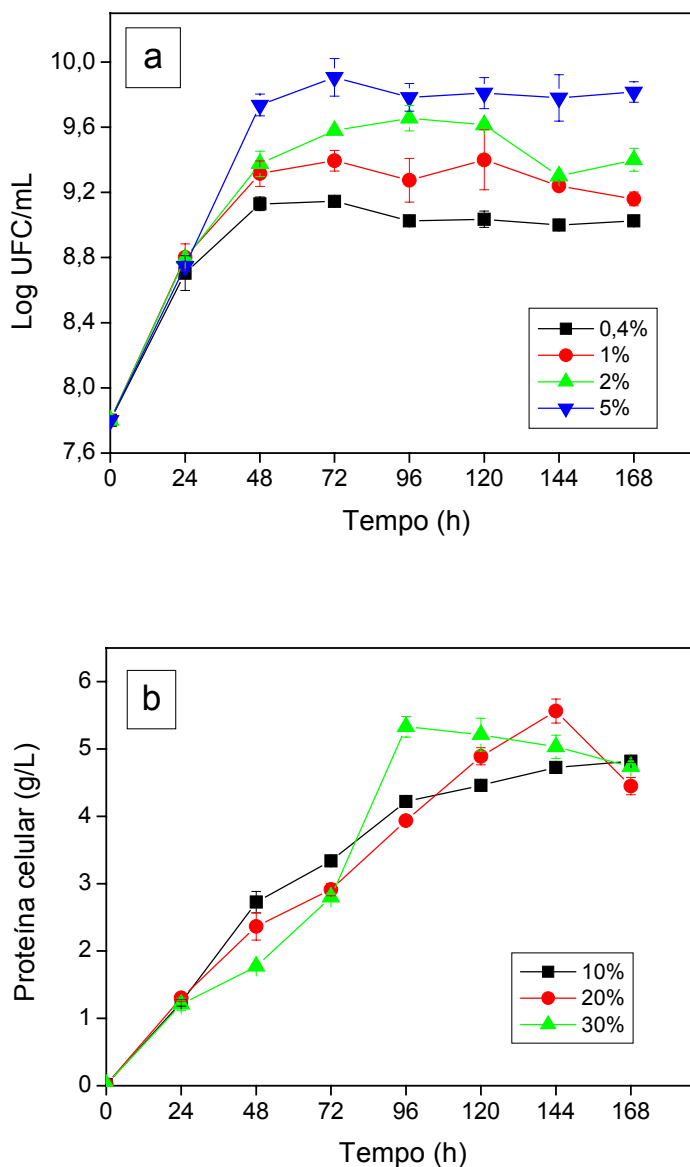 a
Log UFC/mL
10,0
9,6
9,2
8,8
8,4
8,0
7,6
0,4%
1%
2%
5%
0 24 48 72 96 120 144 168
Tempo (h)
b
Proteína celular (g/L)
6
5
4
3
2
1
0
10%
20%
30%
0 24 48 72 96 120 144 168
Tempo (h)